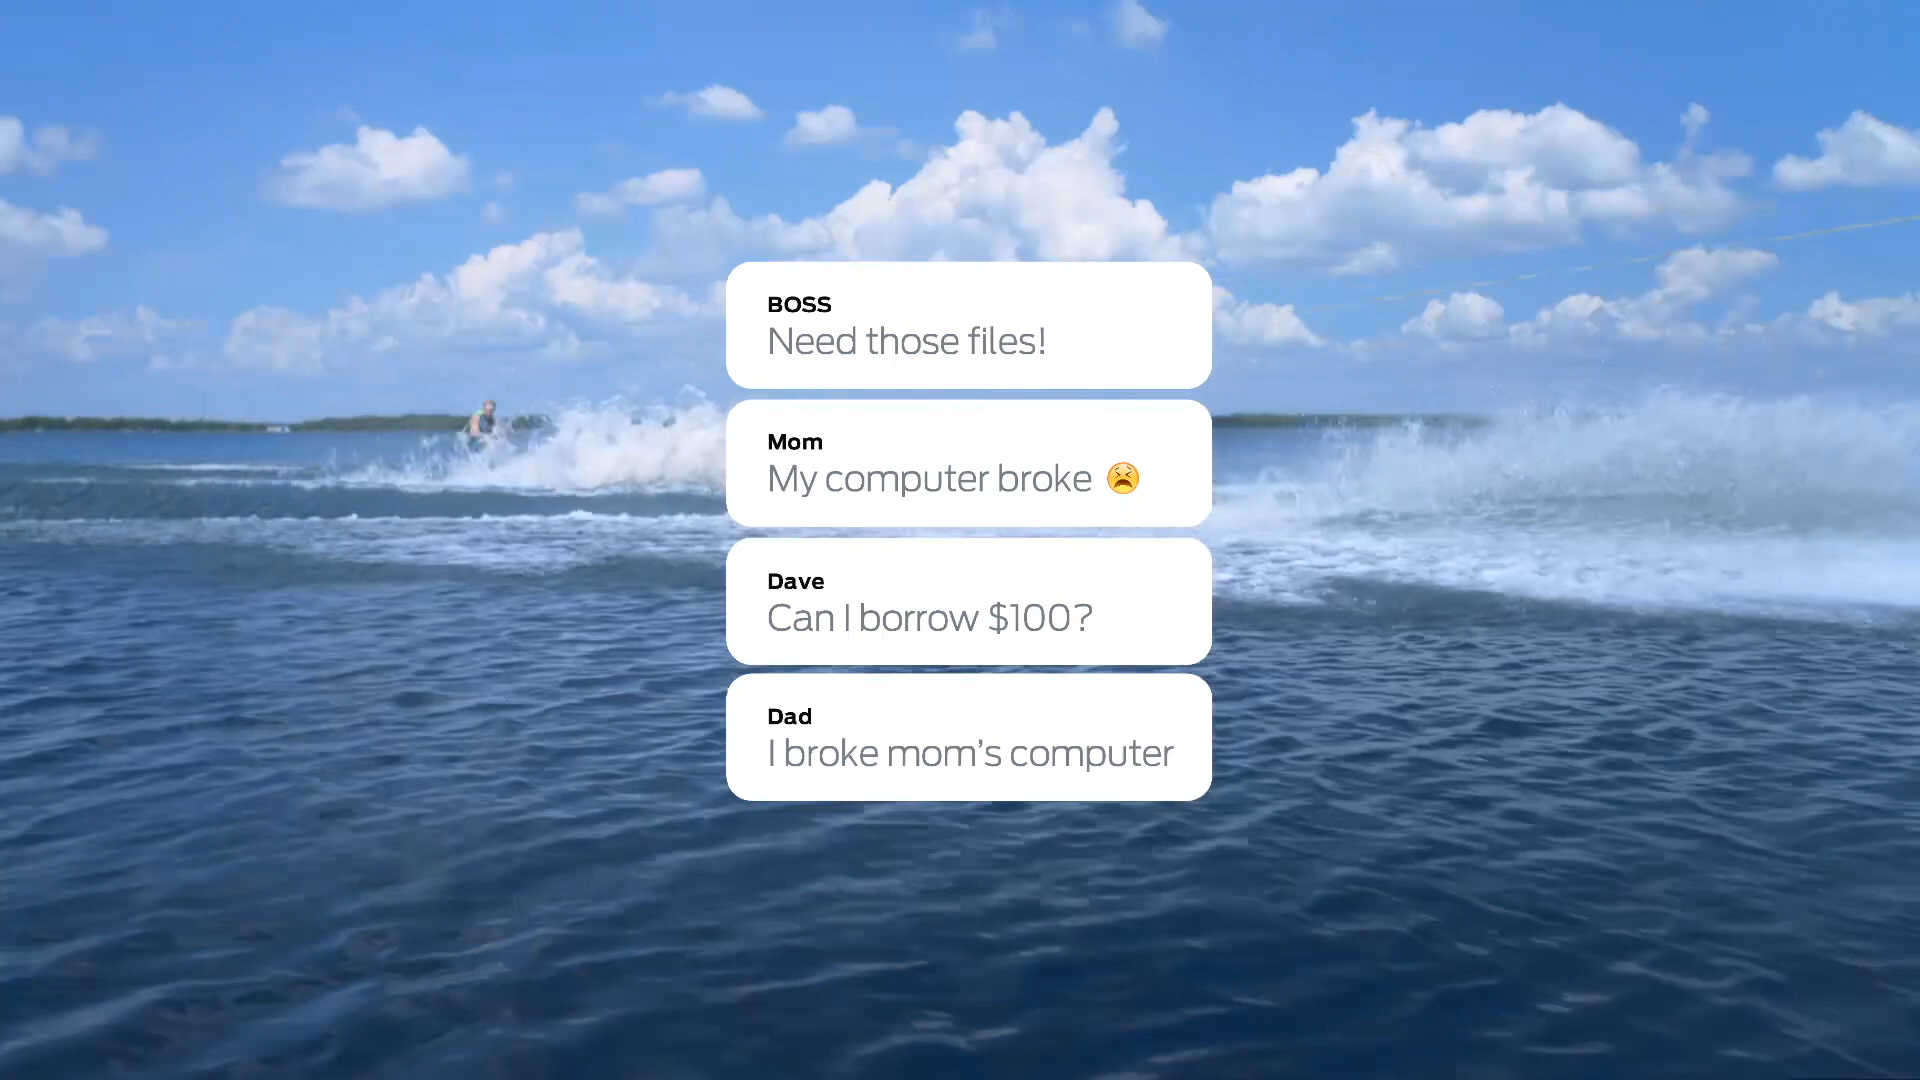 BOSS
Need those files!
Mom
My computer broke 😫
Dave
Can I borrow $100?
Dad
I broke mom’s computer